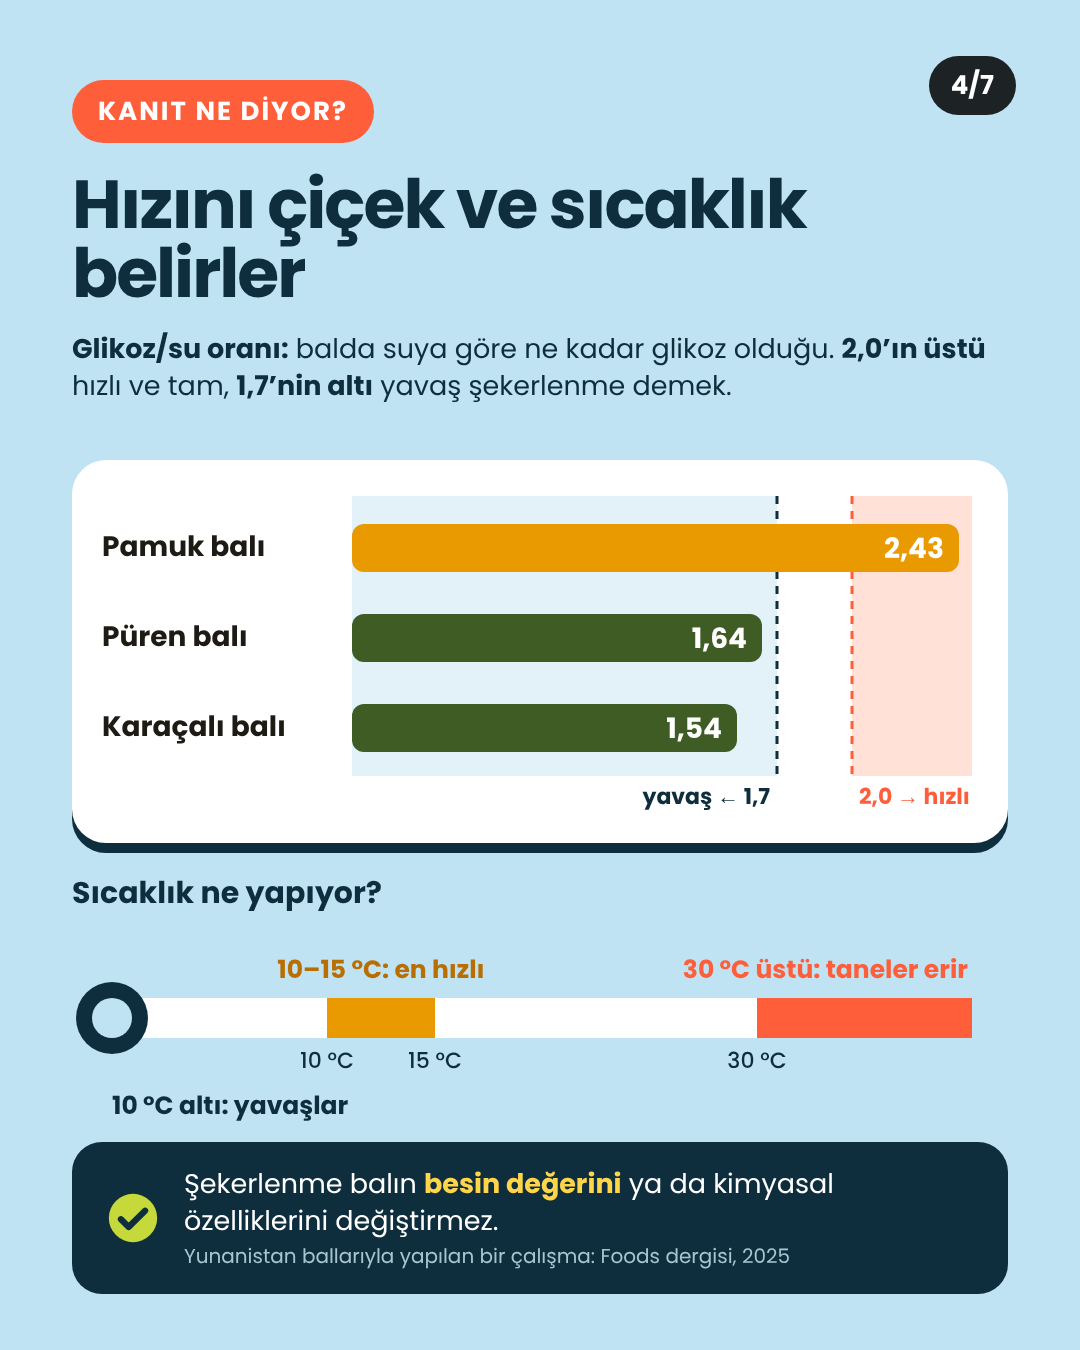 KANIT NE DİYOR?
4/7
Hızını çiçek ve sıcaklık
belirler
Glikoz/su oranı: balda suya göre ne kadar glikoz olduğu. 2,0’ın üstü
hızlı ve tam, 1,7’nin altı yavaş şekerlenme demek.
Pamuk balı
2,43
Püren balı
1,64
Karaçalı balı
1,54
yavaş ← 1,7
2,0 → hızlı
Sıcaklık ne yapıyor?
10–15 °C: en hızlı
30 °C üstü: taneler erir
10 °C
15 °C
30 °C
10 °C altı: yavaşlar
Şekerlenme balın besin değerini ya da kimyasal
özelliklerini değiştirmez.
Yunanistan ballarıyla yapılan bir çalışma: Foods dergisi, 2025